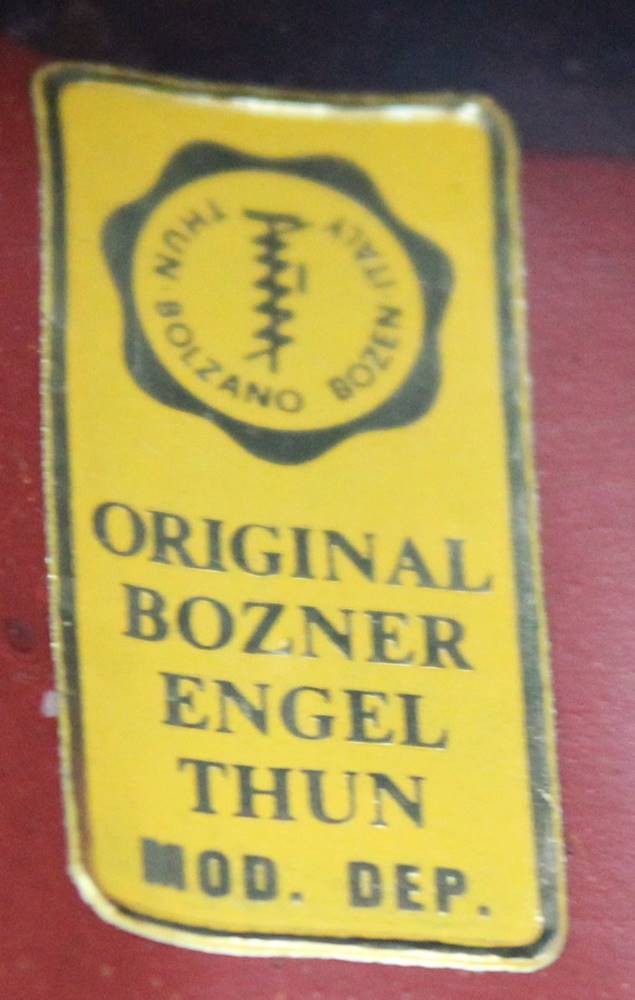 THUN · BOLZANO BOZEN · ITALY
ORIGINAL
BOZNER
ENGEL
THUN
MOD. DEP.